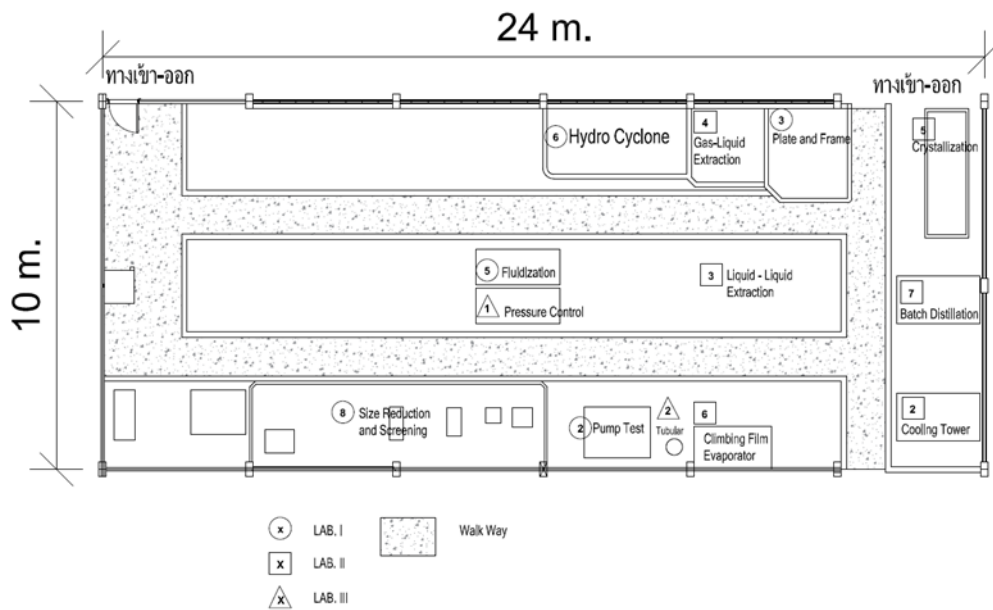 24 m.
ทางเข้า-ออก
ทางเข้า-ออก
10 m.
6 Hydro Cyclone
4
Gas-Liquid
Extraction
3
Plate and Frame
5
Crystallization
5 Fluidization
1 Pressure Control
3 Liquid - Liquid
Extraction
7
Batch Distillation
8 Size Reduction
and Screening
2 Pump Test
2
Tubular
6
Climbing Film
Evaporator
2
Cooling Tower
x LAB. I
Walk Way
x LAB. II
x LAB. III